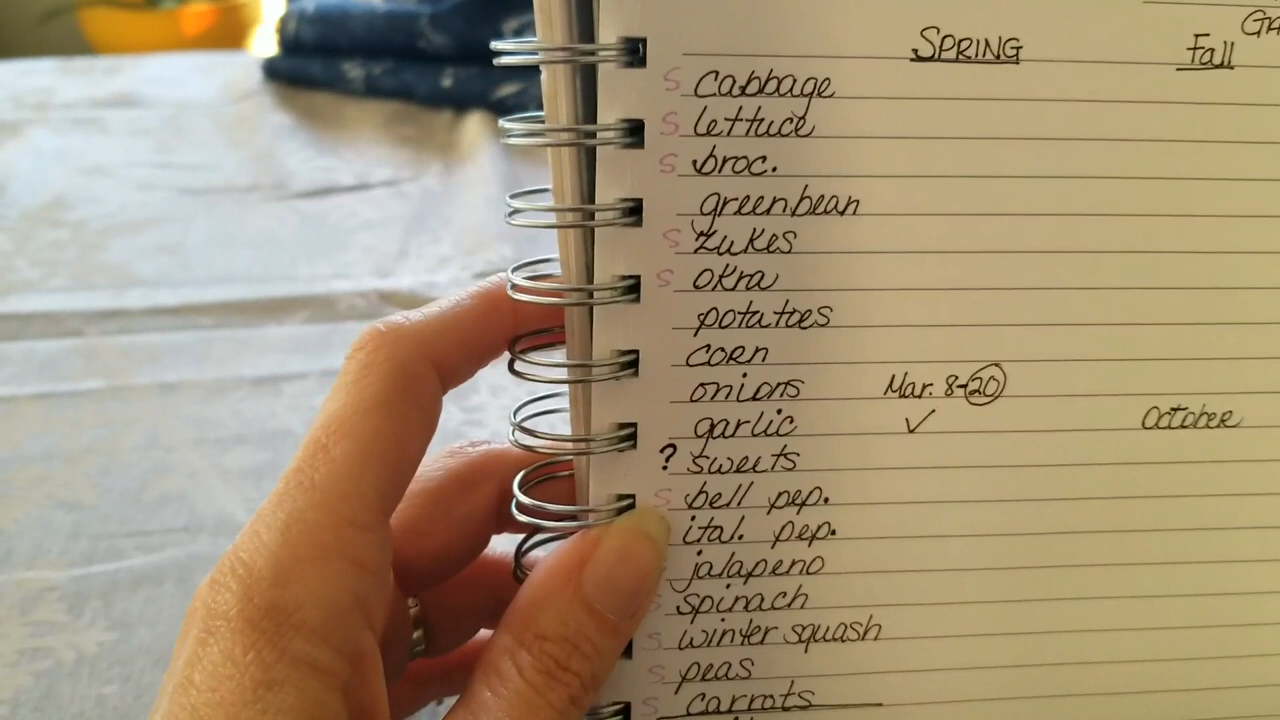 GA
SPRING Fall
S cabbage
S lettuce
S broc.
greenbean
S zukes
S okra
potatoes
corn
onions Mar. 8-20
garlic ✓ October
? sweets
S bell pep.
ital. pep.
jalapeno
S spinach
S winter squash
S peas
S carrots